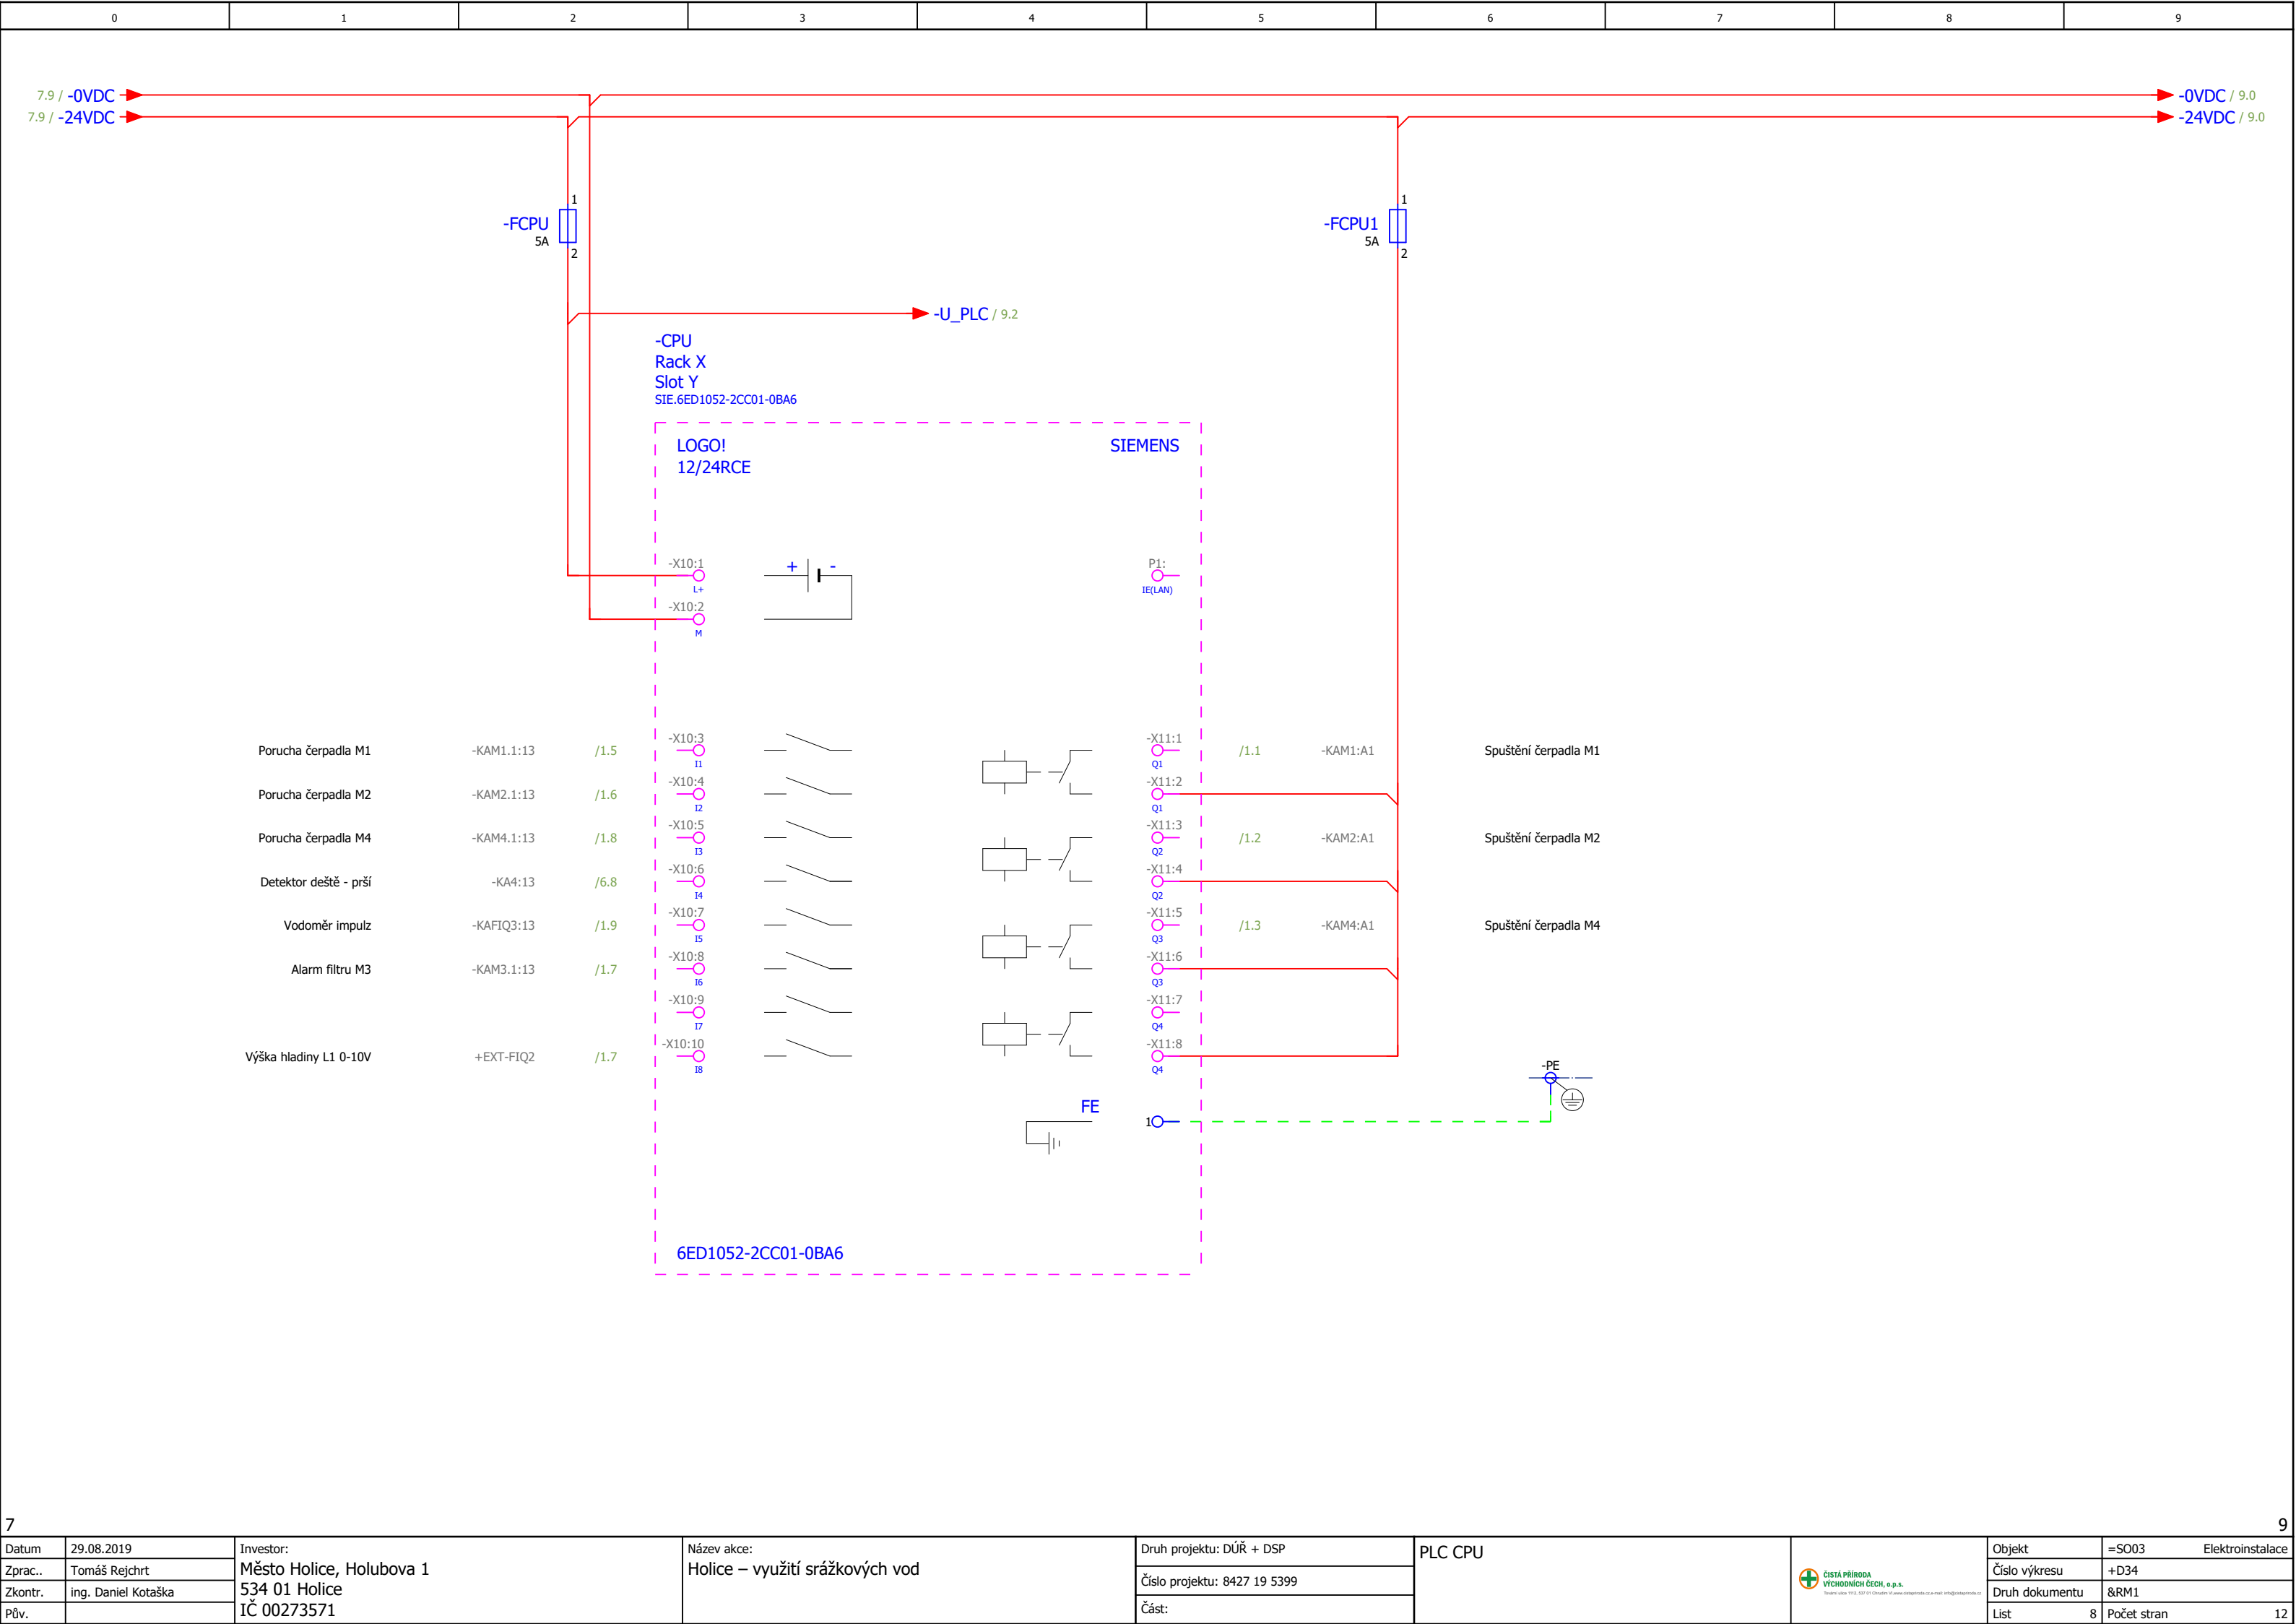 0 1 2 3 4 5 6 7 8 9
7.9 / -0VDC
-0VDC / 9.0
7.9 / -24VDC
-24VDC / 9.0
1
1
-FCPU
-FCPU1
5A
5A
2
2
-U_PLC / 9.2
-CPU
Rack X
Slot Y
SIE.6ED1052-2CC01-0BA6
LOGO!
SIEMENS
12/24RCE
-X10:1
+ -
P1:
L+
IE(LAN)
-X10:2
M
-X10:3
-X11:1
Porucha čerpadla M1 -KAM1.1:13 /1.5
/1.1 -KAM1:A1 Spuštění čerpadla M1
I1
Q1
-X10:4
-X11:2
Porucha čerpadla M2 -KAM2.1:13 /1.6
I2
Q1
-X10:5
-X11:3
Porucha čerpadla M4 -KAM4.1:13 /1.8
/1.2 -KAM2:A1 Spuštění čerpadla M2
I3
Q2
-X10:6
-X11:4
Detektor deště - prší -KA4:13 /6.8
I4
Q2
-X10:7
-X11:5
Vodoměr impulz -KAFIQ3:13 /1.9
/1.3 -KAM4:A1 Spuštění čerpadla M4
I5
Q3
-X10:8
-X11:6
Alarm filtru M3 -KAM3.1:13 /1.7
I6
Q3
-X10:9
-X11:7
I7
Q4
-X10:10
-X11:8
Výška hladiny L1 0-10V +EXT-FIQ2 /1.7
I8
Q4
-PE
FE
1
6ED1052-2CC01-0BA6
7
9
Datum 29.08.2019
Zprac.. Tomáš Rejchrt
Zkontr. ing. Daniel Kotaška
Pův.
Investor:
Město Holice, Holubova 1
534 01 Holice
IČ 00273571
Název akce:
Holice – využití srážkových vod
Druh projektu: DÚŘ + DSP
Číslo projektu: 8427 19 5399
Část:
PLC CPU
ČISTÁ PŘÍRODA
VÝCHODNÍCH ČECH, o.p.s.
Objekt =SO03 Elektroinstalace
Číslo výkresu +D34
Druh dokumentu &RM1
List 8 Počet stran 12